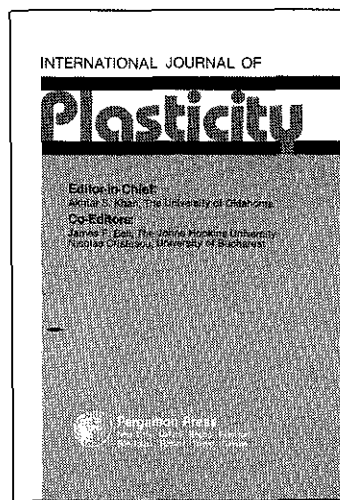 INTERNATIONAL JOURNAL OF
Plasticity
Editor-in-Chief:
Akhtar S. Khan, The University of Oklahoma
Co-Editors:
James F. Bell, The Johns Hopkins University
Nicolae Cristescu, University of Bucharest
Pergamon Press